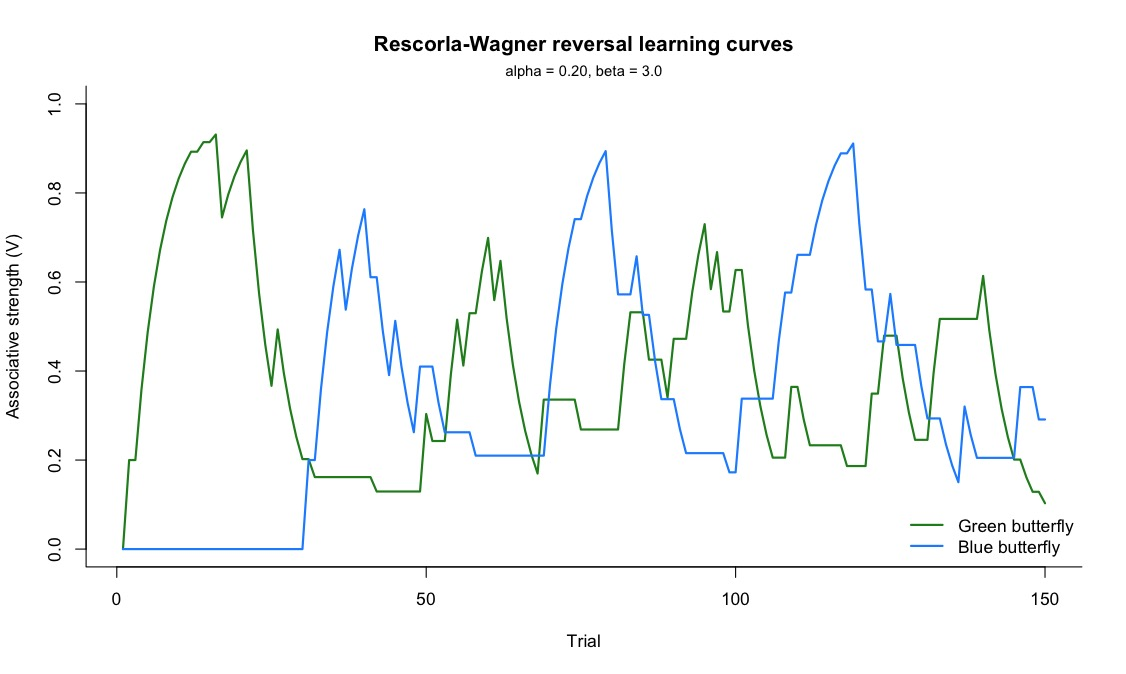 Rescorla-Wagner reversal learning curves
alpha = 0.20, beta = 3.0
Associative strength (V)
1.0
0.8
0.6
0.4
0.2
0.0
Green butterfly
Blue butterfly
0 50 100 150
Trial